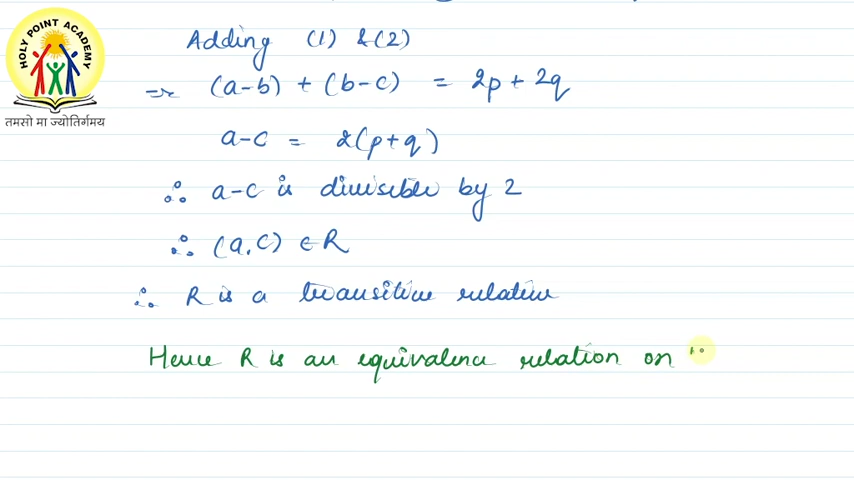 HOLY POINT ACADEMY
तमसो मा ज्योतिर्गमय
Adding (1) & (2)
⇒ (a-b) + (b-c) = 2p + 2q
a-c = 2(p+q)
∴ a-c is divisible by 2
∴ (a,c) ∈ R
∴ R is a transitive relation
Hence R is an equivalence relation on